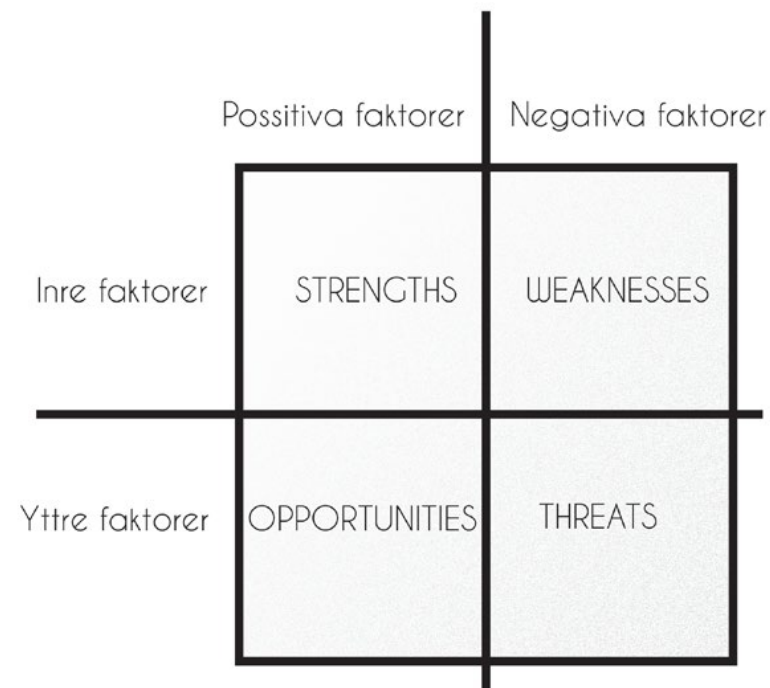 Possitiva faktorer Negativa faktorer
Inre faktorer STRENGTHS WEAKNESSES
Yttre faktorer OPPORTUNITIES THREATS